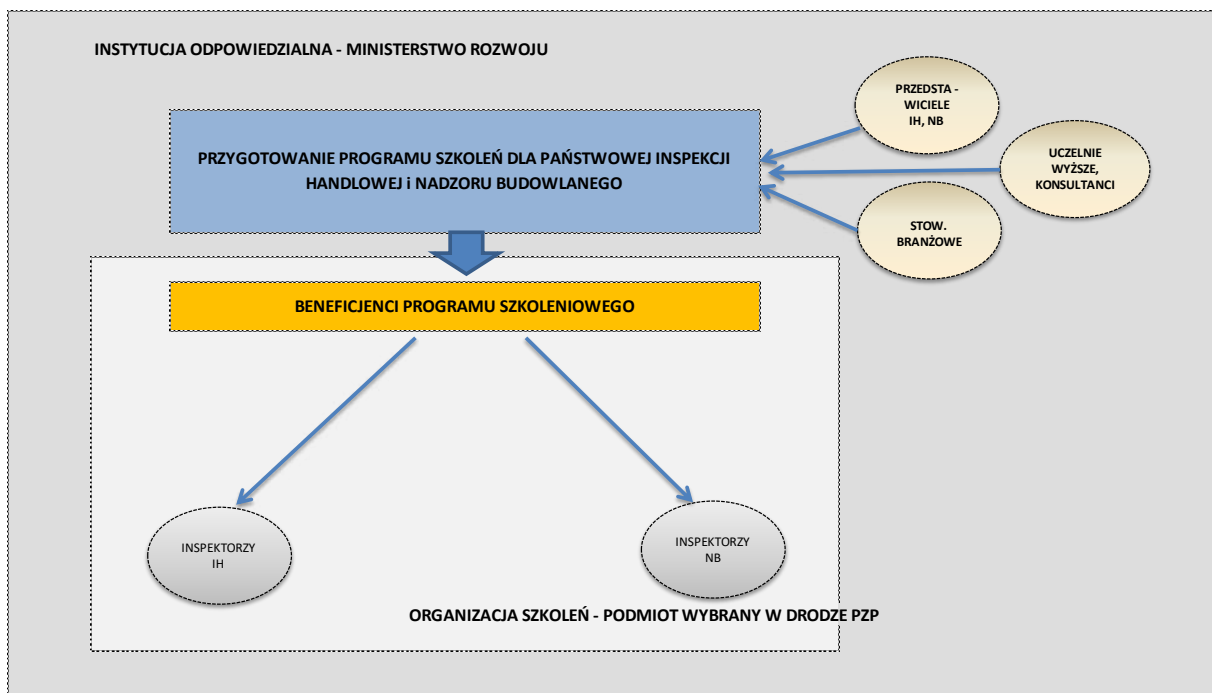 INSTYTUCJA ODPOWIEDZIALNA - MINISTERSTWO ROZWOJU
PRZEDSTA -
WICIELE
IH, NB
PRZYGOTOWANIE PROGRAMU SZKOLEŃ DLA PAŃSTWOWEJ INSPEKCJI
HANDLOWEJ i NADZORU BUDOWLANEGO
UCZELNIE
WYŻSZE,
KONSULTANCI
STOW.
BRANŻOWE
BENEFICJENCI PROGRAMU SZKOLENIOWEGO
INSPEKTORZY
IH
INSPEKTORZY
NB
ORGANIZACJA SZKOLEŃ - PODMIOT WYBRANY W DRODZE PZP